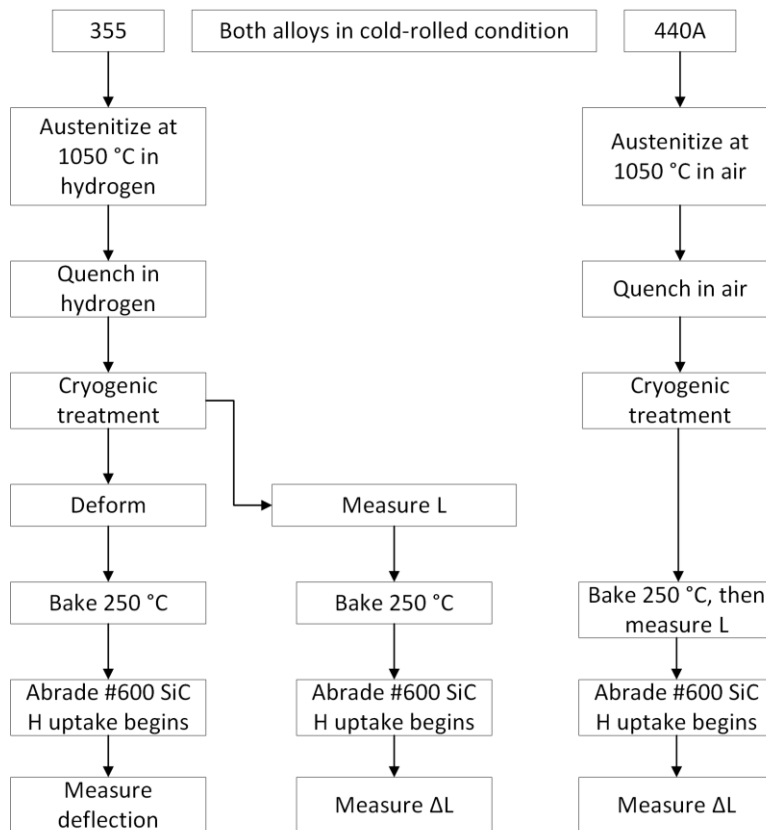 355
Both alloys in cold-rolled condition
440A
Austenitize at
1050 °C in
hydrogen
Austenitize at
1050 °C in air
Quench in
hydrogen
Quench in air
Cryogenic
treatment
Cryogenic
treatment
Deform
Measure L
Bake 250 °C
Bake 250 °C
Bake 250 °C, then
measure L
Abrade #600 SiC
H uptake begins
Abrade #600 SiC
H uptake begins
Abrade #600 SiC
H uptake begins
Measure
deflection
Measure ΔL
Measure ΔL